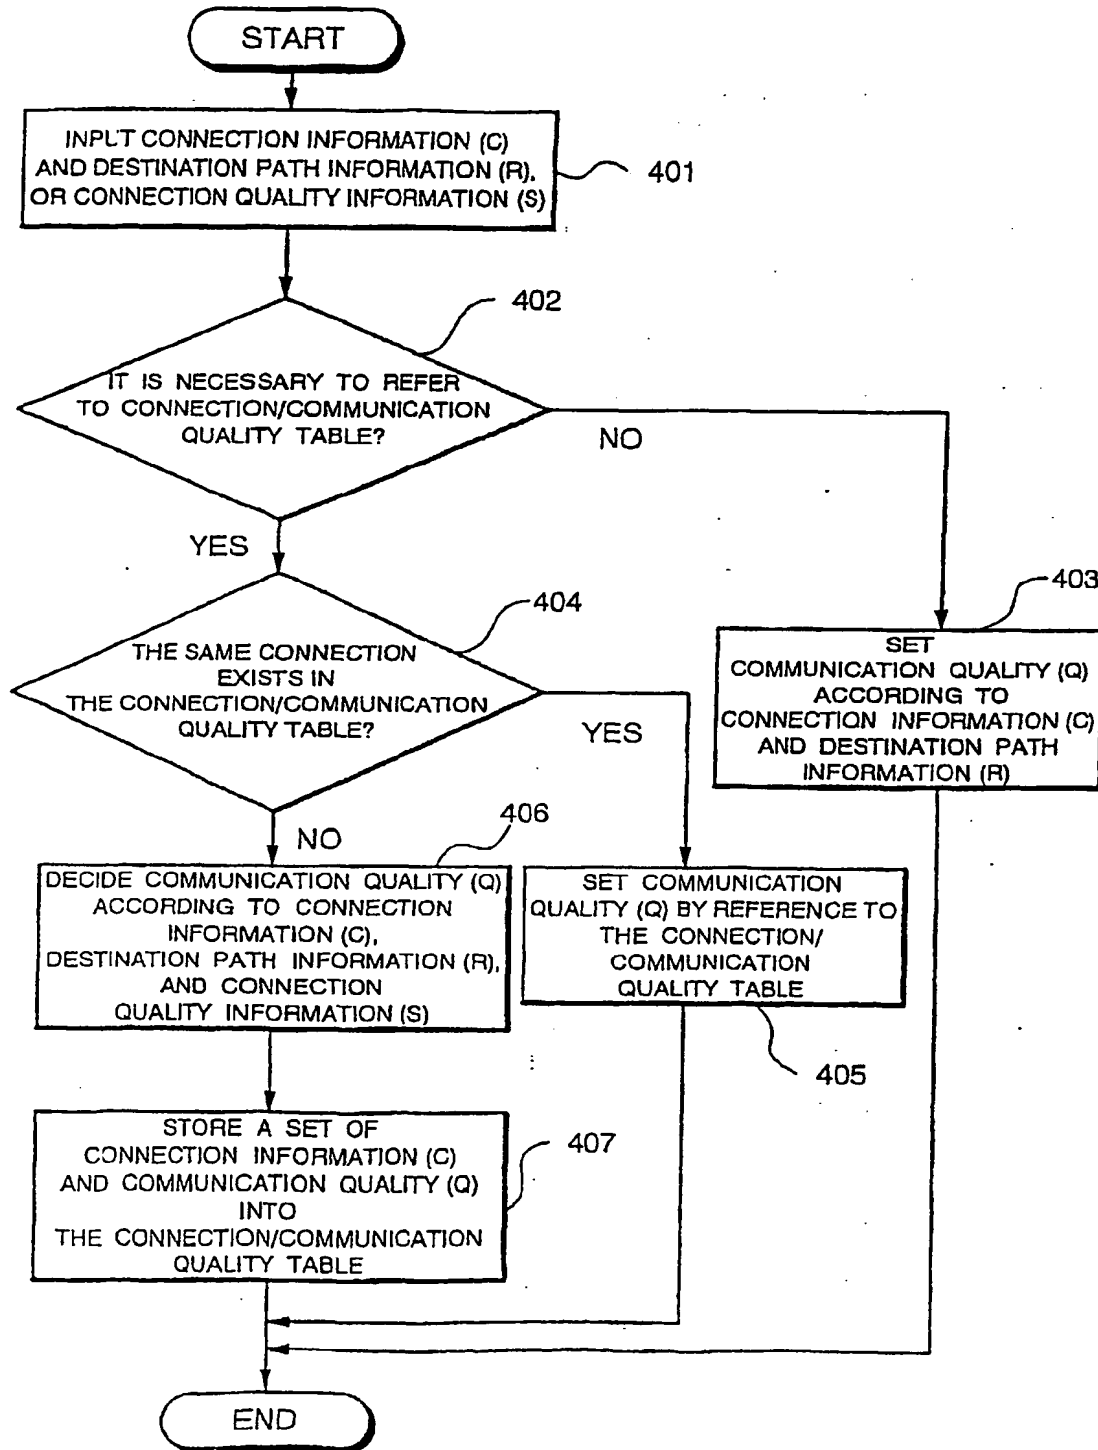 START
INPUT CONNECTION INFORMATION (C)
AND DESTINATION PATH INFORMATION (R),
OR CONNECTION QUALITY INFORMATION (S)
401
402
IT IS NECESSARY TO REFER
TO CONNECTION/COMMUNICATION
QUALITY TABLE?
NO
YES
403
SET
COMMUNICATION QUALITY (Q)
ACCORDING TO
CONNECTION INFORMATION (C)
AND DESTINATION PATH
INFORMATION (R)
404
THE SAME CONNECTION
EXISTS IN
THE CONNECTION/COMMUNICATION
QUALITY TABLE?
YES
NO
406
DECIDE COMMUNICATION QUALITY (Q)
ACCORDING TO CONNECTION
INFORMATION (C),
DESTINATION PATH INFORMATION (R),
AND CONNECTION
QUALITY INFORMATION (S)
SET COMMUNICATION
QUALITY (Q) BY REFERENCE TO
THE CONNECTION/
COMMUNICATION
QUALITY TABLE
405
STORE A SET OF
CONNECTION INFORMATION (C)
AND COMMUNICATION QUALITY (Q)
INTO
THE CONNECTION/COMMUNICATION
QUALITY TABLE
407
END